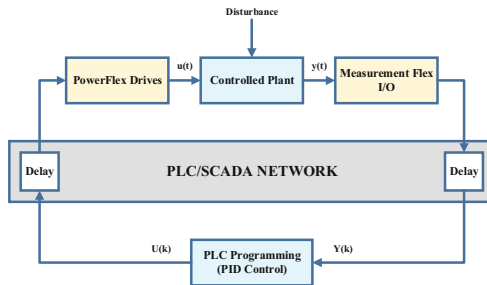 Disturbance
u(t)
y(t)
PowerFlex Drives
Controlled Plant
Measurement Flex
I/O
Delay
PLC/SCADA NETWORK
Delay
U(k)
PLC Programming
(PID Control)
Y(k)